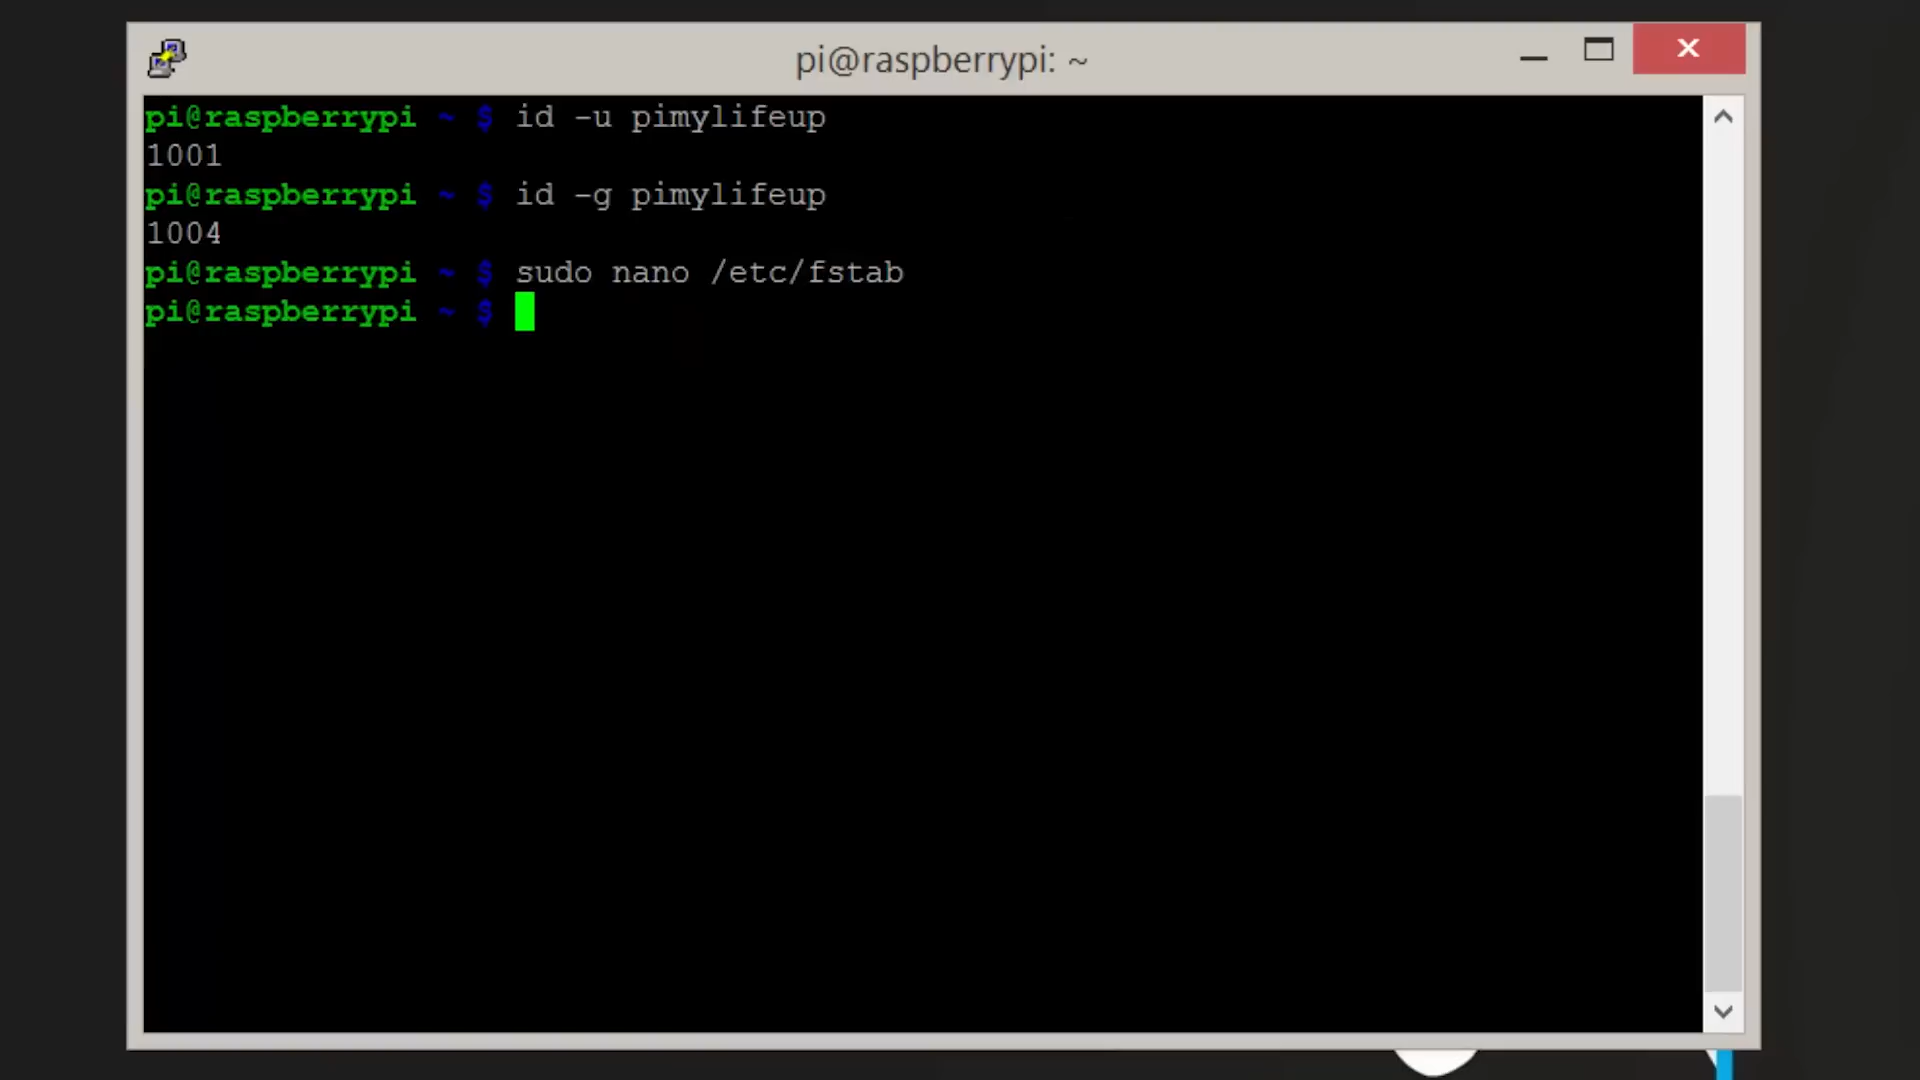 pi@raspberrypi: ~
pi@raspberrypi ~ $ id -u pimylifeup
1001
pi@raspberrypi ~ $ id -g pimylifeup
1004
pi@raspberrypi ~ $ sudo nano /etc/fstab
pi@raspberrypi ~ $